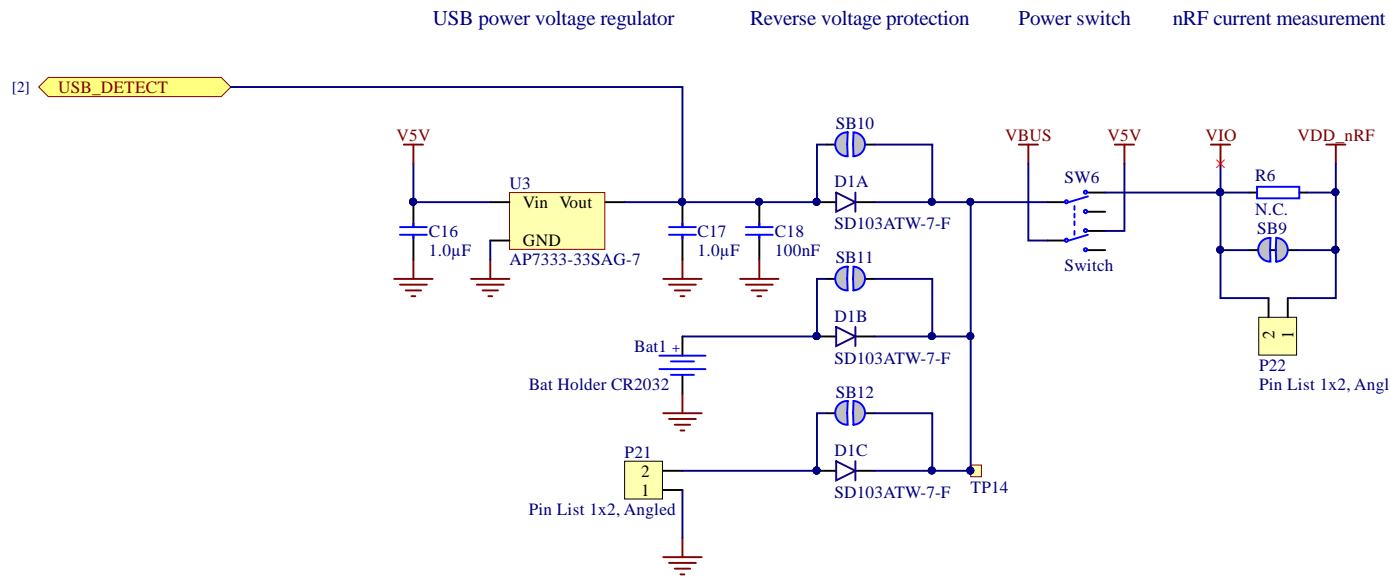 USB power voltage regulator
Reverse voltage protection
Power switch
nRF current measurement
[2]
USB_DETECT
V5V
U3
Vin
Vout
GND
AP7333-33SAG-7
C16
1.0µF
C17
1.0µF
C18
100nF
SB10
D1A
SD103ATW-7-F
SB11
D1B
SD103ATW-7-F
SB12
D1C
SD103ATW-7-F
Bat1
+
Bat Holder CR2032
P21
2
1
Pin List 1x2, Angled
TP14
VBUS
V5V
SW6
Switch
VIO
VDD_nRF
R6
N.C.
SB9
2
1
P22
Pin List 1x2, Angl